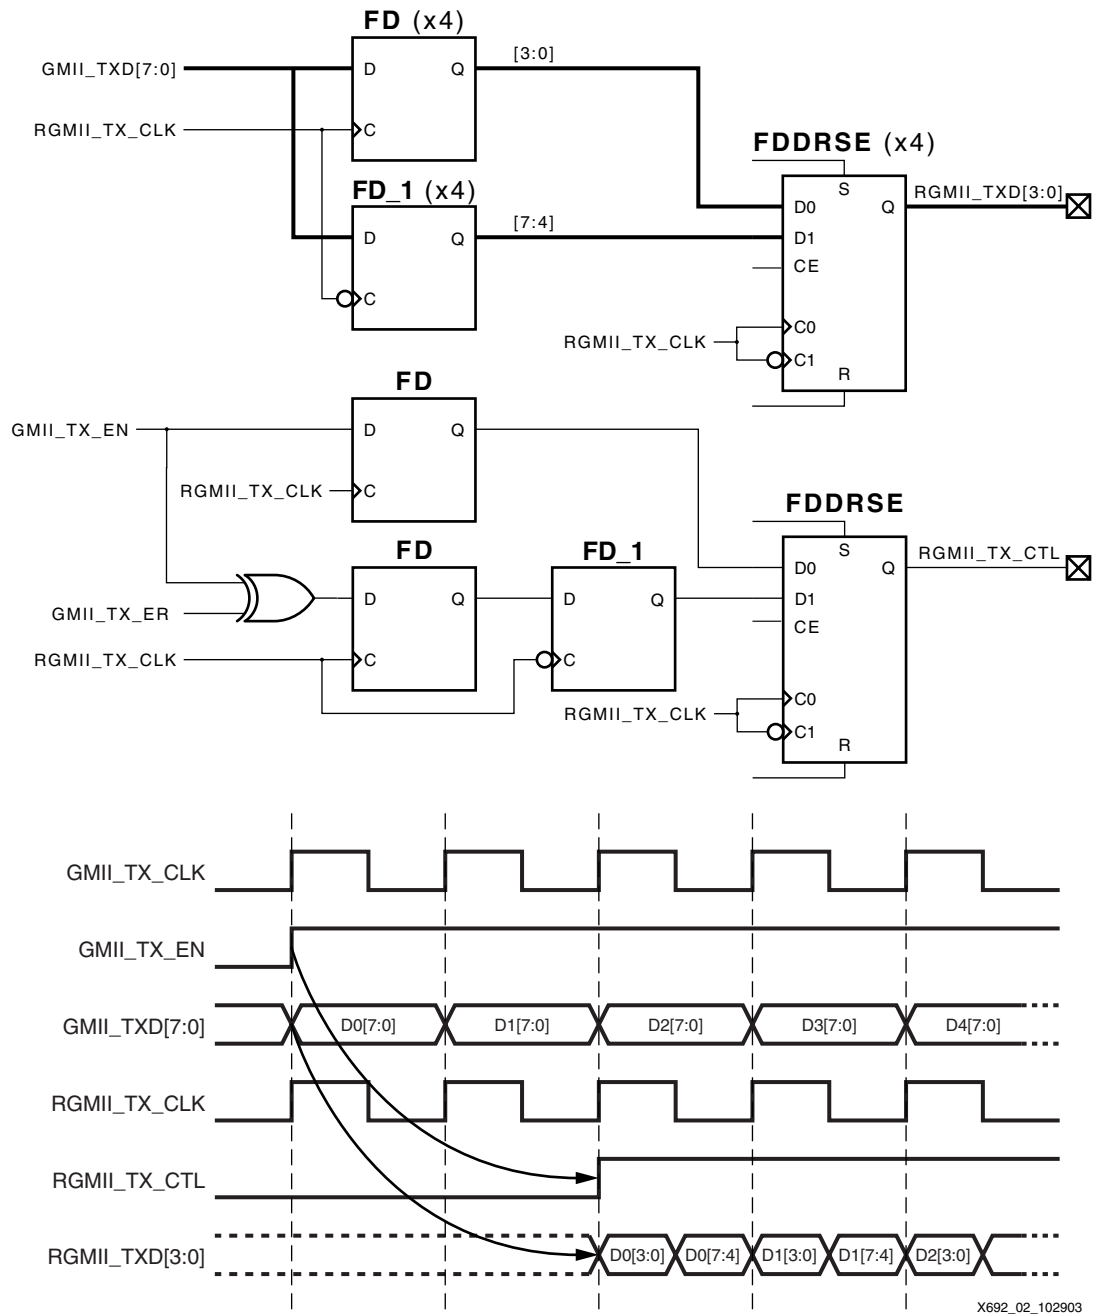 FD (x4)
GMII_TXD[7:0]
D
Q
[3:0]
RGMII_TX_CLK
C
FD_1 (x4)
D
Q
[7:4]
C
FDDRSE (x4)
S
D0
Q
RGMII_TXD[3:0]
D1
CE
RGMII_TX_CLK
C0
C1
R
FD
GMII_TX_EN
D
Q
RGMII_TX_CLK
C
FD
D
Q
GMII_TX_ER
RGMII_TX_CLK
C
FD_1
D
Q
C
FDDRSE
S
D0
Q
RGMII_TX_CTL
D1
CE
RGMII_TX_CLK
C0
C1
R
GMII_TX_CLK
GMII_TX_EN
GMII_TXD[7:0]
D0[7:0]
D1[7:0]
D2[7:0]
D3[7:0]
D4[7:0]
RGMII_TX_CLK
RGMII_TX_CTL
RGMII_TXD[3:0]
D0[3:0]
D0[7:4]
D1[3:0]
D1[7:4]
D2[3:0]
X692_02_102903